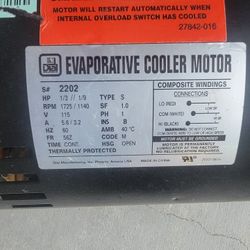 MOTOR WILL RESTART AUTOMATICALLY WHEN
INTERNAL OVERLOAD SWITCH HAS COOLED
27842-016
EVAPORATIVE COOLER MOTOR
S# 2202
HP 1/3 // 1/9 TYPE S
RPM 1725 / 1140 SF 1.0
V 115 PH 1
A 5.6 / 3.2 INS B
HZ 60 AMB 40°C
FR 56Z CODE M
TIME CONT. HSG OPEN
THERMALLY PROTECTED
COMPOSITE WINDINGS
CONNECTIONS
LO (RED)
COM (WHITE)
HI (BLACK)
MOTOR MUST BE GROUNDED